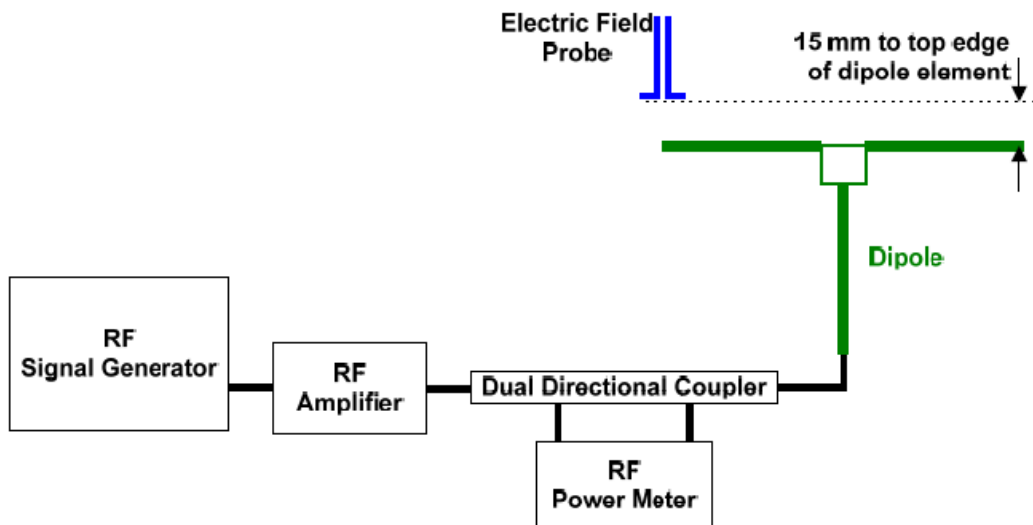 Electric Field
Probe
15 mm to top edge
of dipole element
Dipole
RF
Signal Generator
RF
Amplifier
Dual Directional Coupler
RF
Power Meter